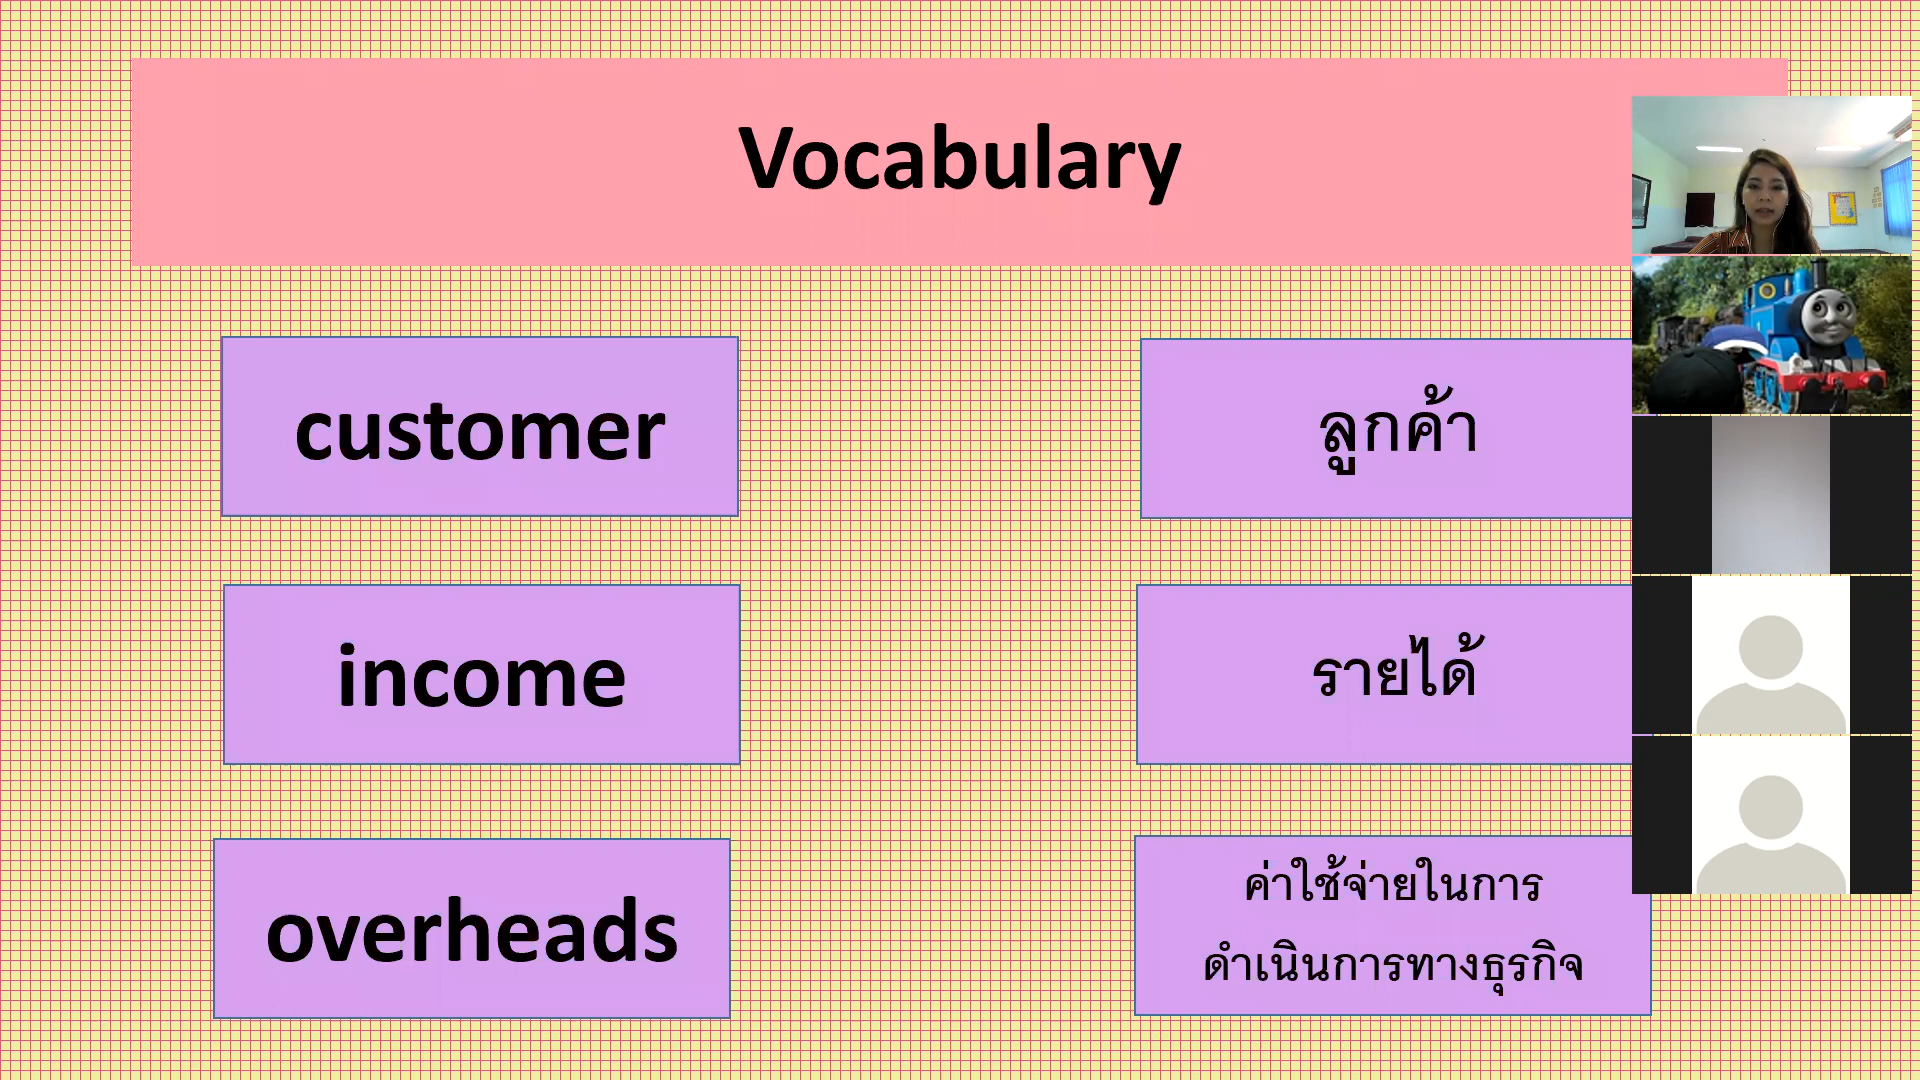 Vocabulary
customer
ลูกค้า
income
รายได้
overheads
ค่าใช้จ่ายในการ
ดำเนินการทางธุรกิจ